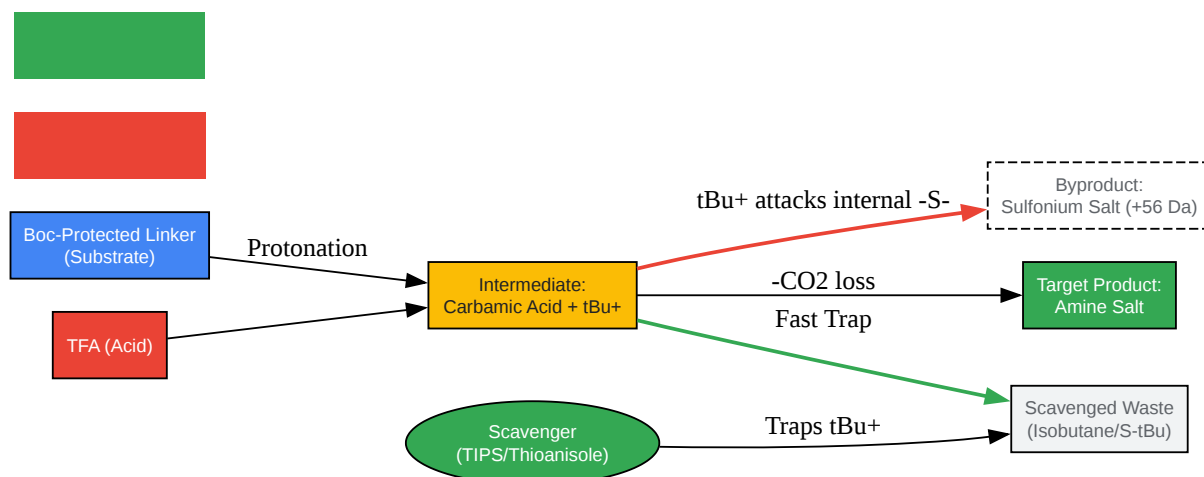 Boc-Protected Linker
(Substrate)
TFA (Acid)
Protonation
Intermediate:
Carbamic Acid + tBu+
tBu+ attacks internal -S-
Byproduct:
Sulfonium Salt (+56 Da)
-CO2 loss
Target Product:
Amine Salt
Fast Trap
Scavenger
(TIPS/Thioanisole)
Traps tBu+
Scavenged Waste
(Isobutane/S-tBu)